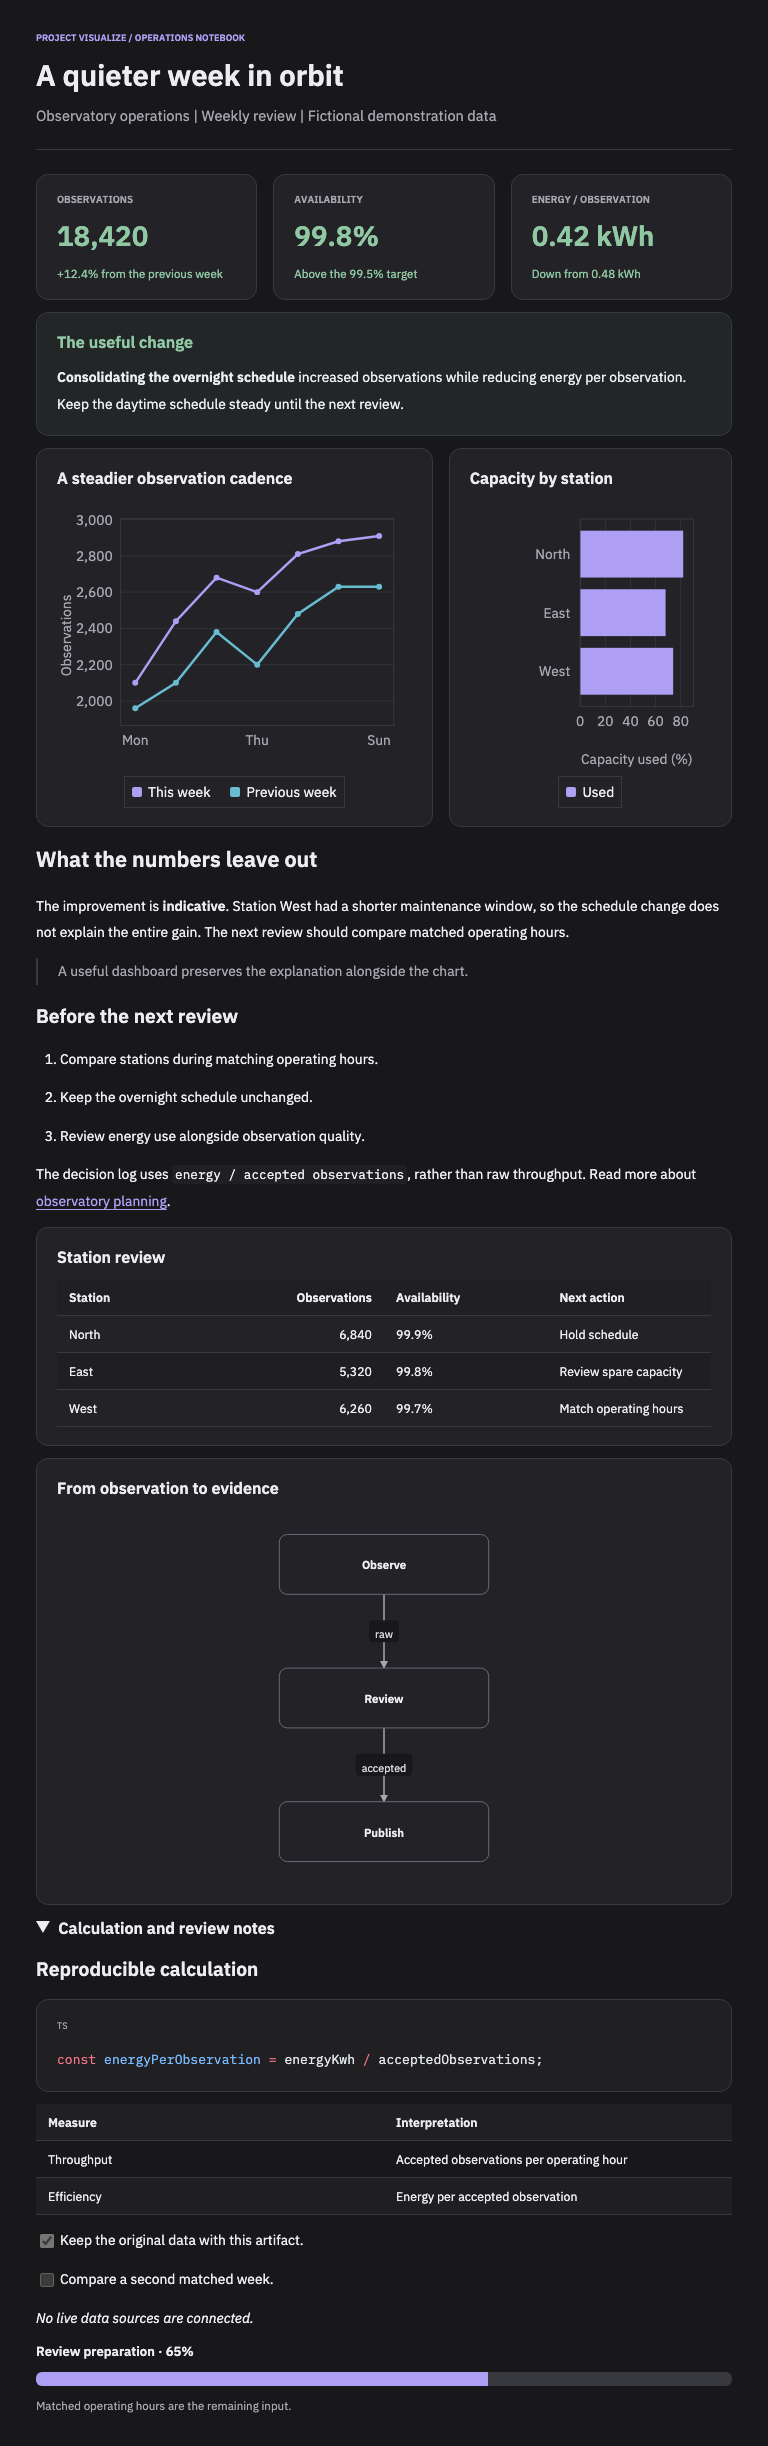 PROJECT VISUALIZE / OPERATIONS NOTEBOOK
A quieter week in orbit
Observatory operations | Weekly review | Fictional demonstration data
OBSERVATIONS
18,420
+12.4% from the previous week
AVAILABILITY
99.8%
Above the 99.5% target
ENERGY / OBSERVATION
0.42 kWh
Down from 0.48 kWh
The useful change
Consolidating the overnight schedule increased observations while reducing energy per observation.
Keep the daytime schedule steady until the next review.
A steadier observation cadence
Observations
3,000
2,800
2,600
2,400
2,200
2,000
Mon Thu Sun
This week Previous week
Capacity by station
North
East
West
0 20 40 60 80
Capacity used (%)
Used
What the numbers leave out
The improvement is indicative. Station West had a shorter maintenance window, so the schedule change does
not explain the entire gain. The next review should compare matched operating hours.
A useful dashboard preserves the explanation alongside the chart.
Before the next review
1. Compare stations during matching operating hours.
2. Keep the overnight schedule unchanged.
3. Review energy use alongside observation quality.
The decision log uses energy / accepted observations, rather than raw throughput. Read more about
observatory planning.
Station review
Station Observations Availability Next action
North 6,840 99.9% Hold schedule
East 5,320 99.8% Review spare capacity
West 6,260 99.7% Match operating hours
From observation to evidence
Observe
raw
Review
accepted
Publish
Calculation and review notes
Reproducible calculation
TS
const energyPerObservation = energyKwh / acceptedObservations;
Measure Interpretation
Throughput Accepted observations per operating hour
Efficiency Energy per accepted observation
Keep the original data with this artifact.
Compare a second matched week.
No live data sources are connected.
Review preparation · 65%
Matched operating hours are the remaining input.